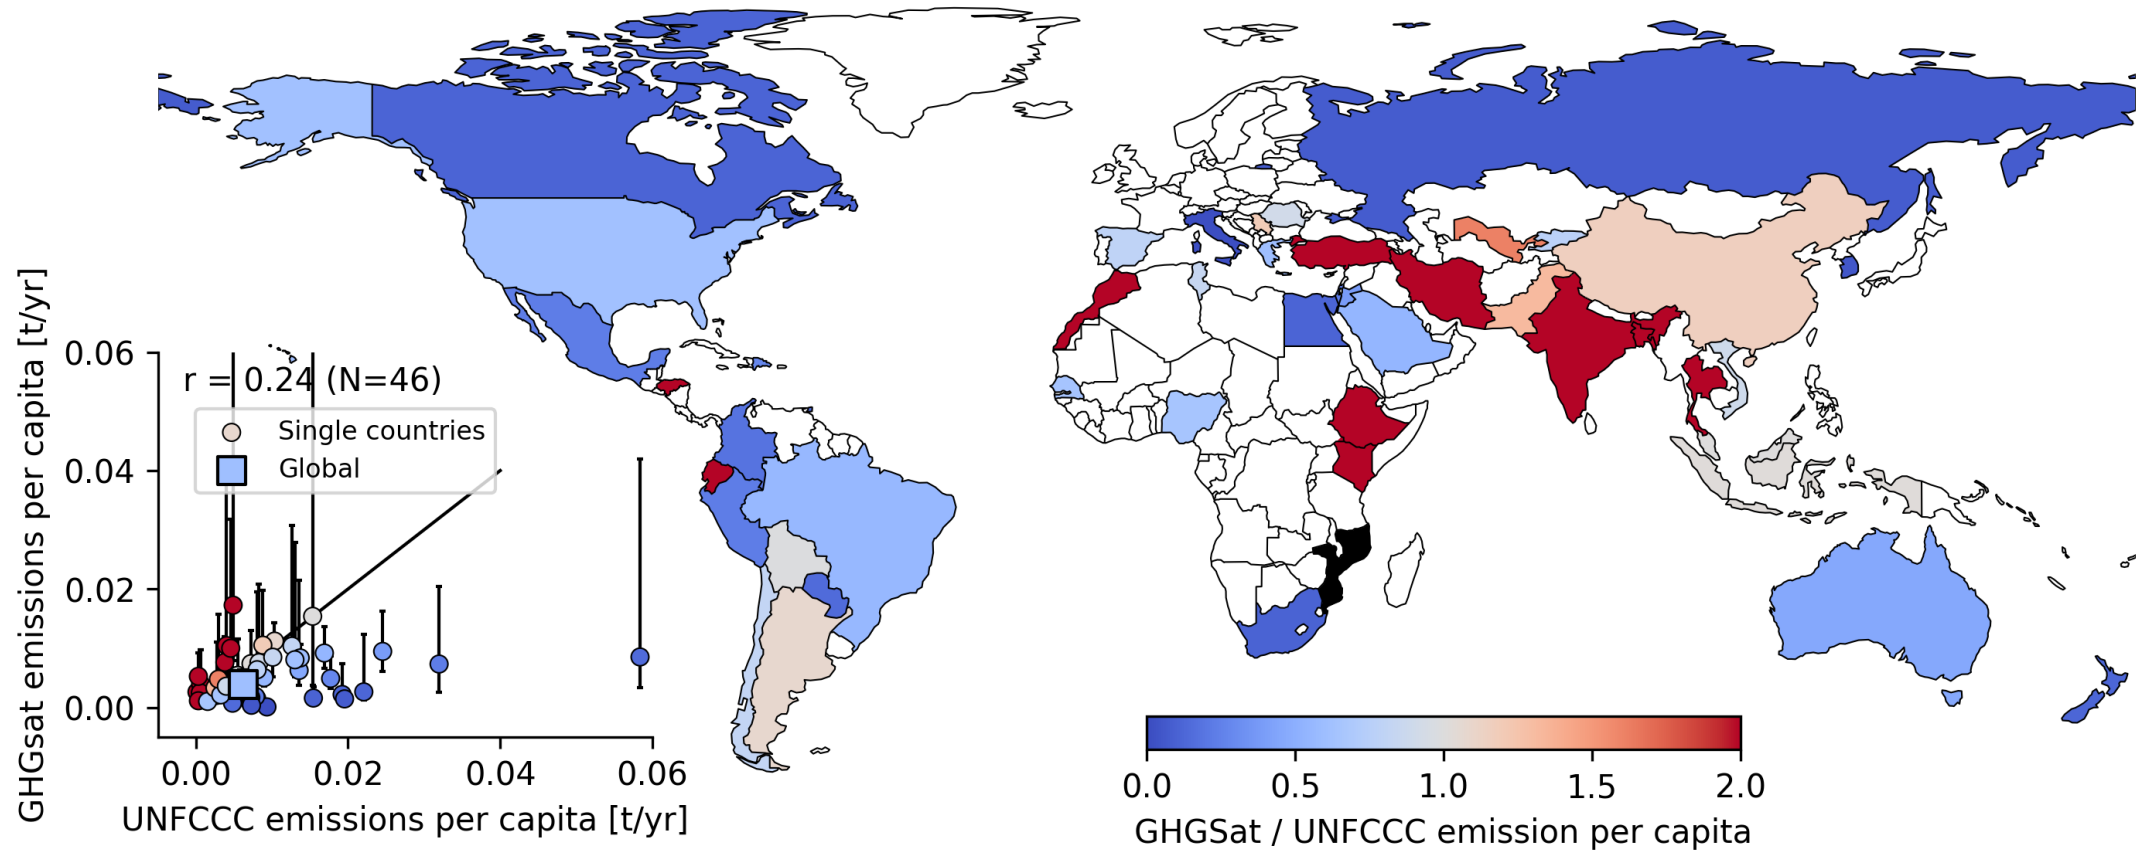 GHGsat emissions per capita [t/yr]
0.06
0.04
0.02
0.00
r = 0.24 (N=46)
Single countries
Global
0.00 0.02 0.04 0.06
UNFCCC emissions per capita [t/yr]
0.0 0.5 1.0 1.5 2.0
GHGSat / UNFCCC emission per capita